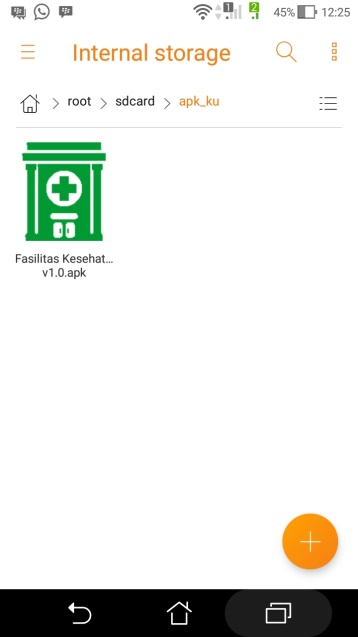 45% 12:25
Internal storage
root sdcard apk_ku
Fasilitas Kesehat...
v1.0.apk